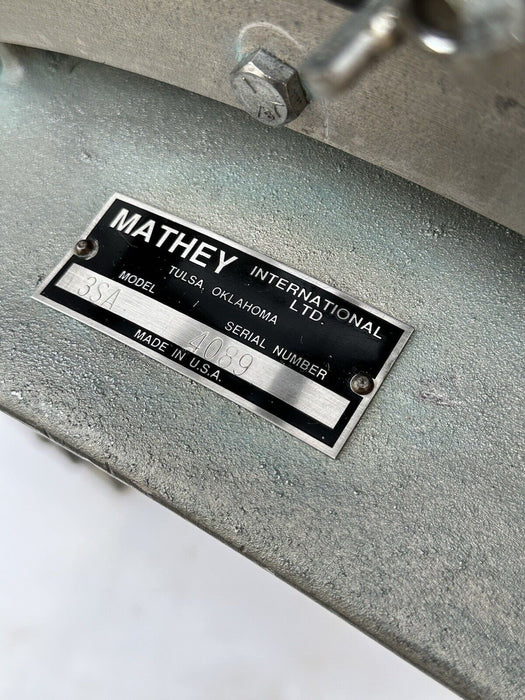 MATHEY INTERNATIONAL LTD.
TULSA, OKLAHOMA
MODEL SERIAL NUMBER
3SA 4089
MADE IN U.S.A.